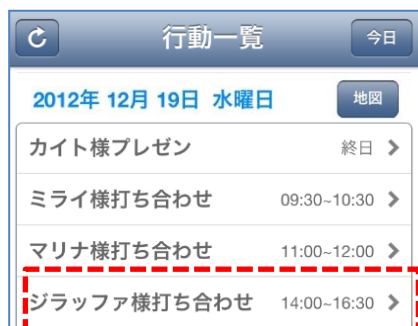 行動一覧 今日
2012年 12月 19日 水曜日 地図
カイト様プレゼン 終日
ミライ様打ち合わせ 09:30~10:30
マリナ様打ち合わせ 11:00~12:00
ジラッファ様打ち合わせ 14:00~16:30